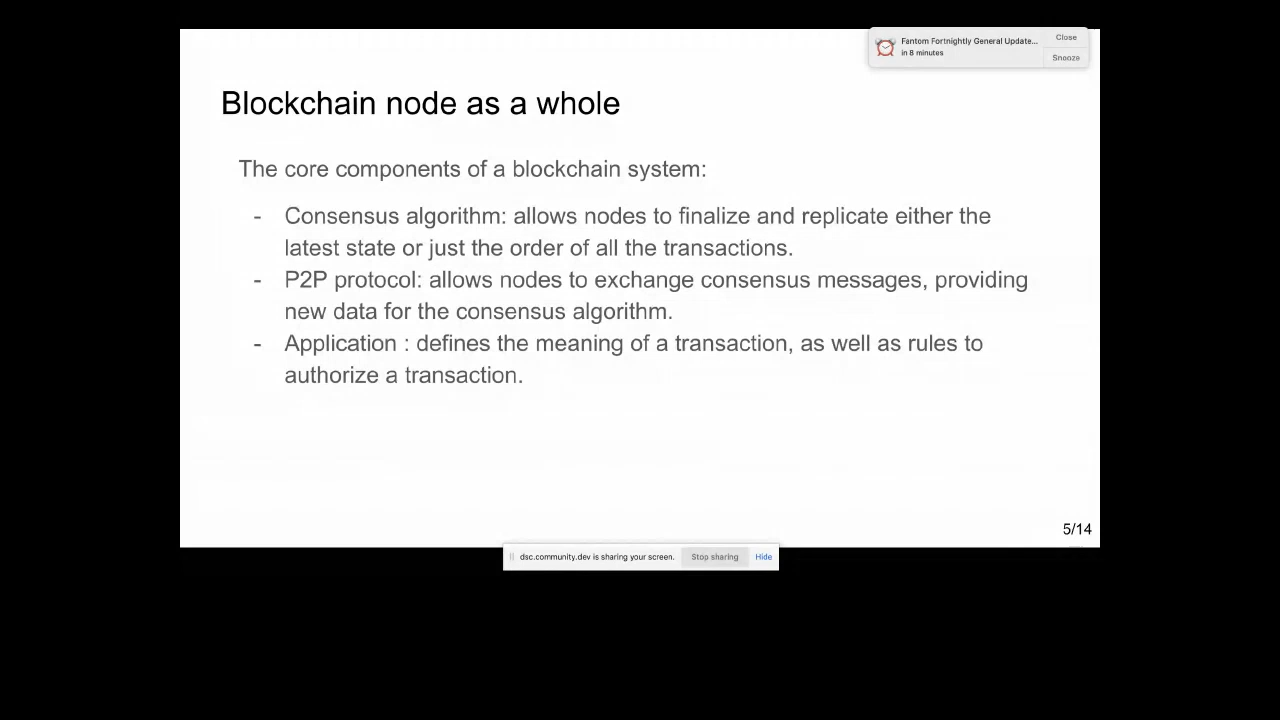 Fantom Fortnightly General Update...
in 8 minutes
Close
Snooze
Blockchain node as a whole
The core components of a blockchain system:
- Consensus algorithm: allows nodes to finalize and replicate either the
latest state or just the order of all the transactions.
- P2P protocol: allows nodes to exchange consensus messages, providing
new data for the consensus algorithm.
- Application : defines the meaning of a transaction, as well as rules to
authorize a transaction.
5/14
dsc.community.dev is sharing your screen. Stop sharing Hide